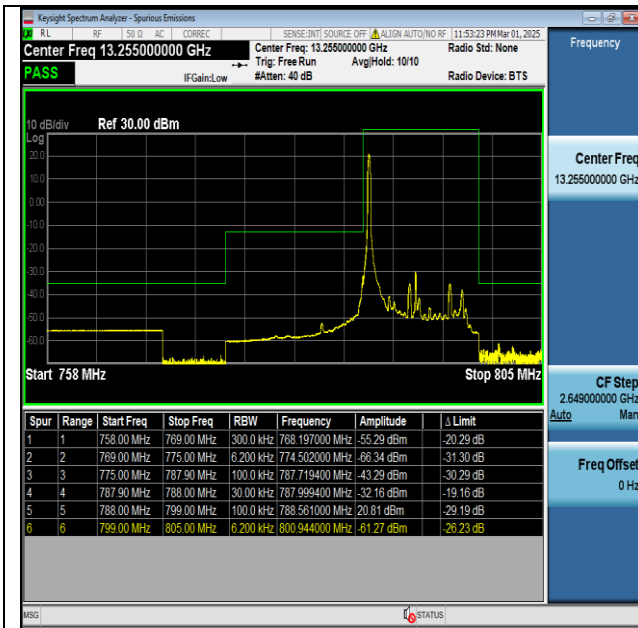 Keysight Spectrum Analyzer - Spurious Emissions
RL RF 50 Ω AC CORREC SENSE:INT SOURCE OFF ALIGN AUTO/NO RF 11:53:23 PM Mar 01, 2025
Center Freq 13.255000000 GHz
Center Freq: 13.255000000 GHz
Radio Std: None
Trig: Free Run Avg|Hold: 10/10
PASS
IFGain:Low
#Atten: 40 dB
Radio Device: BTS
10 dB/div Ref 30.00 dBm
Log
20.0
10.0
0.00
-10.0
-20.0
-30.0
-40.0
-50.0
-60.0
Start 758 MHz Stop 805 MHz
Spur Range Start Freq Stop Freq RBW Frequency Amplitude Δ Limit
1 1 758.00 MHz 769.00 MHz 300.0 kHz 768.197000 MHz -55.29 dBm -20.29 dB
2 2 769.00 MHz 775.00 MHz 6.200 kHz 774.502000 MHz -66.34 dBm -31.30 dB
3 3 775.00 MHz 787.90 MHz 100.0 kHz 787.719400 MHz -43.29 dBm -30.29 dB
4 4 787.90 MHz 788.00 MHz 30.00 kHz 787.999400 MHz -32.16 dBm -19.16 dB
5 5 788.00 MHz 799.00 MHz 100.0 kHz 788.561000 MHz 20.81 dBm -29.19 dB
6 6 799.00 MHz 805.00 MHz 6.200 kHz 800.944000 MHz -61.27 dBm -26.23 dB
MSG STATUS
Frequency
Center Freq
13.255000000 GHz
CF Step
2.649000000 GHz
Auto Man
Freq Offset
0 Hz